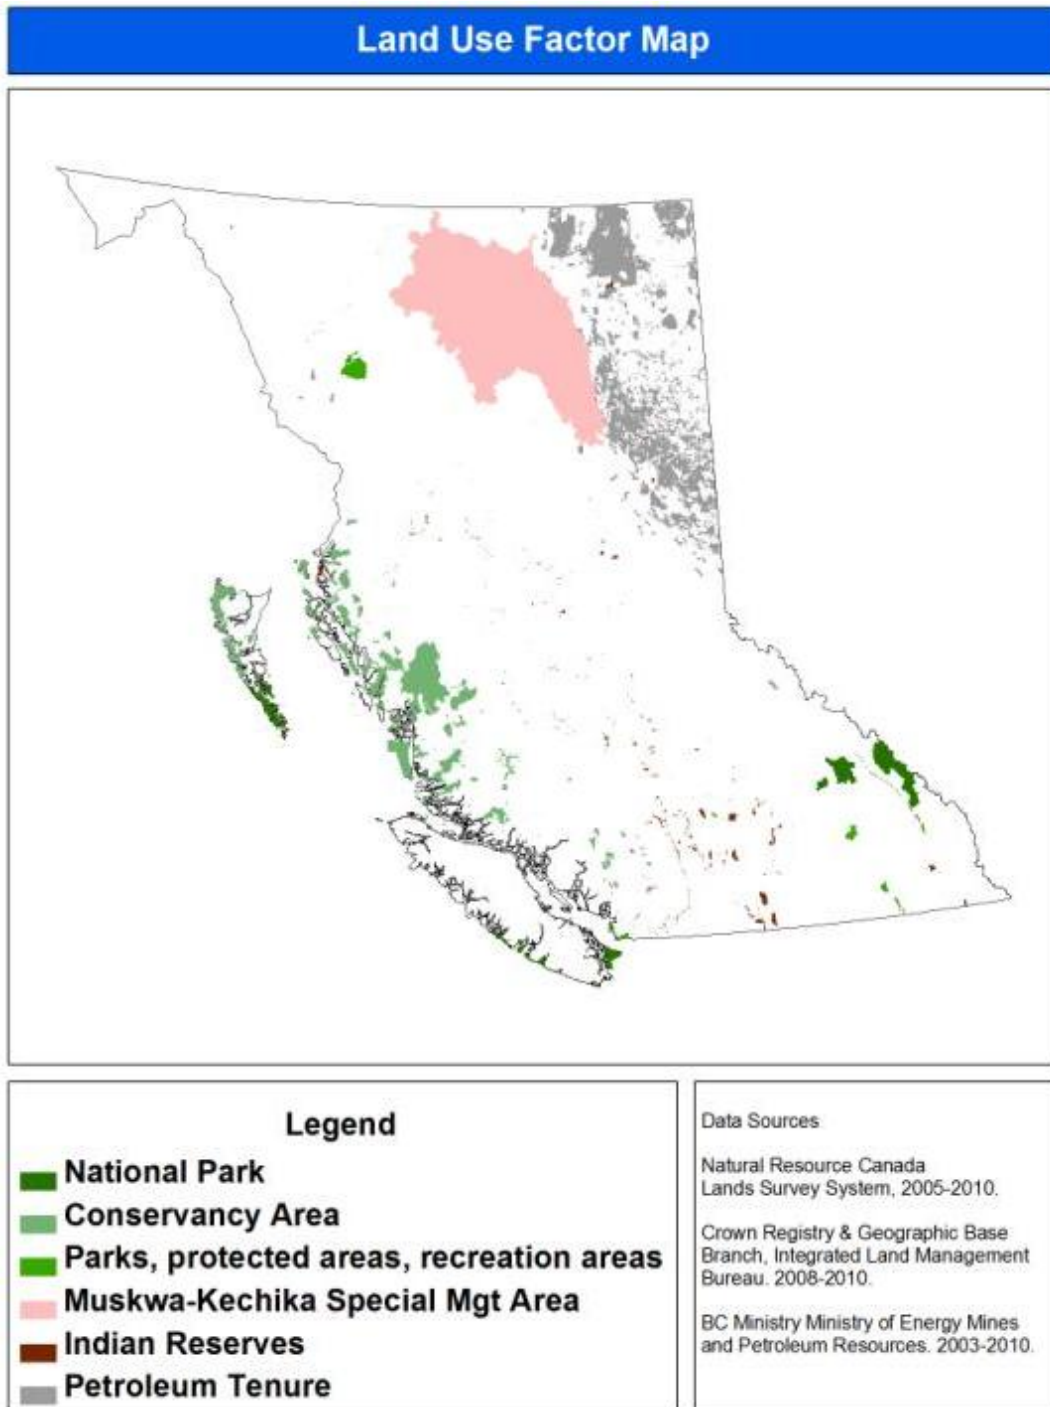 Land Use Factor Map
Legend
National Park
Conservancy Area
Parks, protected areas, recreation areas
Muskwa-Kechika Special Mgt Area
Indian Reserves
Petroleum Tenure
Data Sources
Natural Resource Canada
Lands Survey System, 2005-2010.
Crown Registry & Geographic Base
Branch, Integrated Land Management
Bureau. 2008-2010.
BC Ministry Ministry of Energy Mines
and Petroleum Resources. 2003-2010.